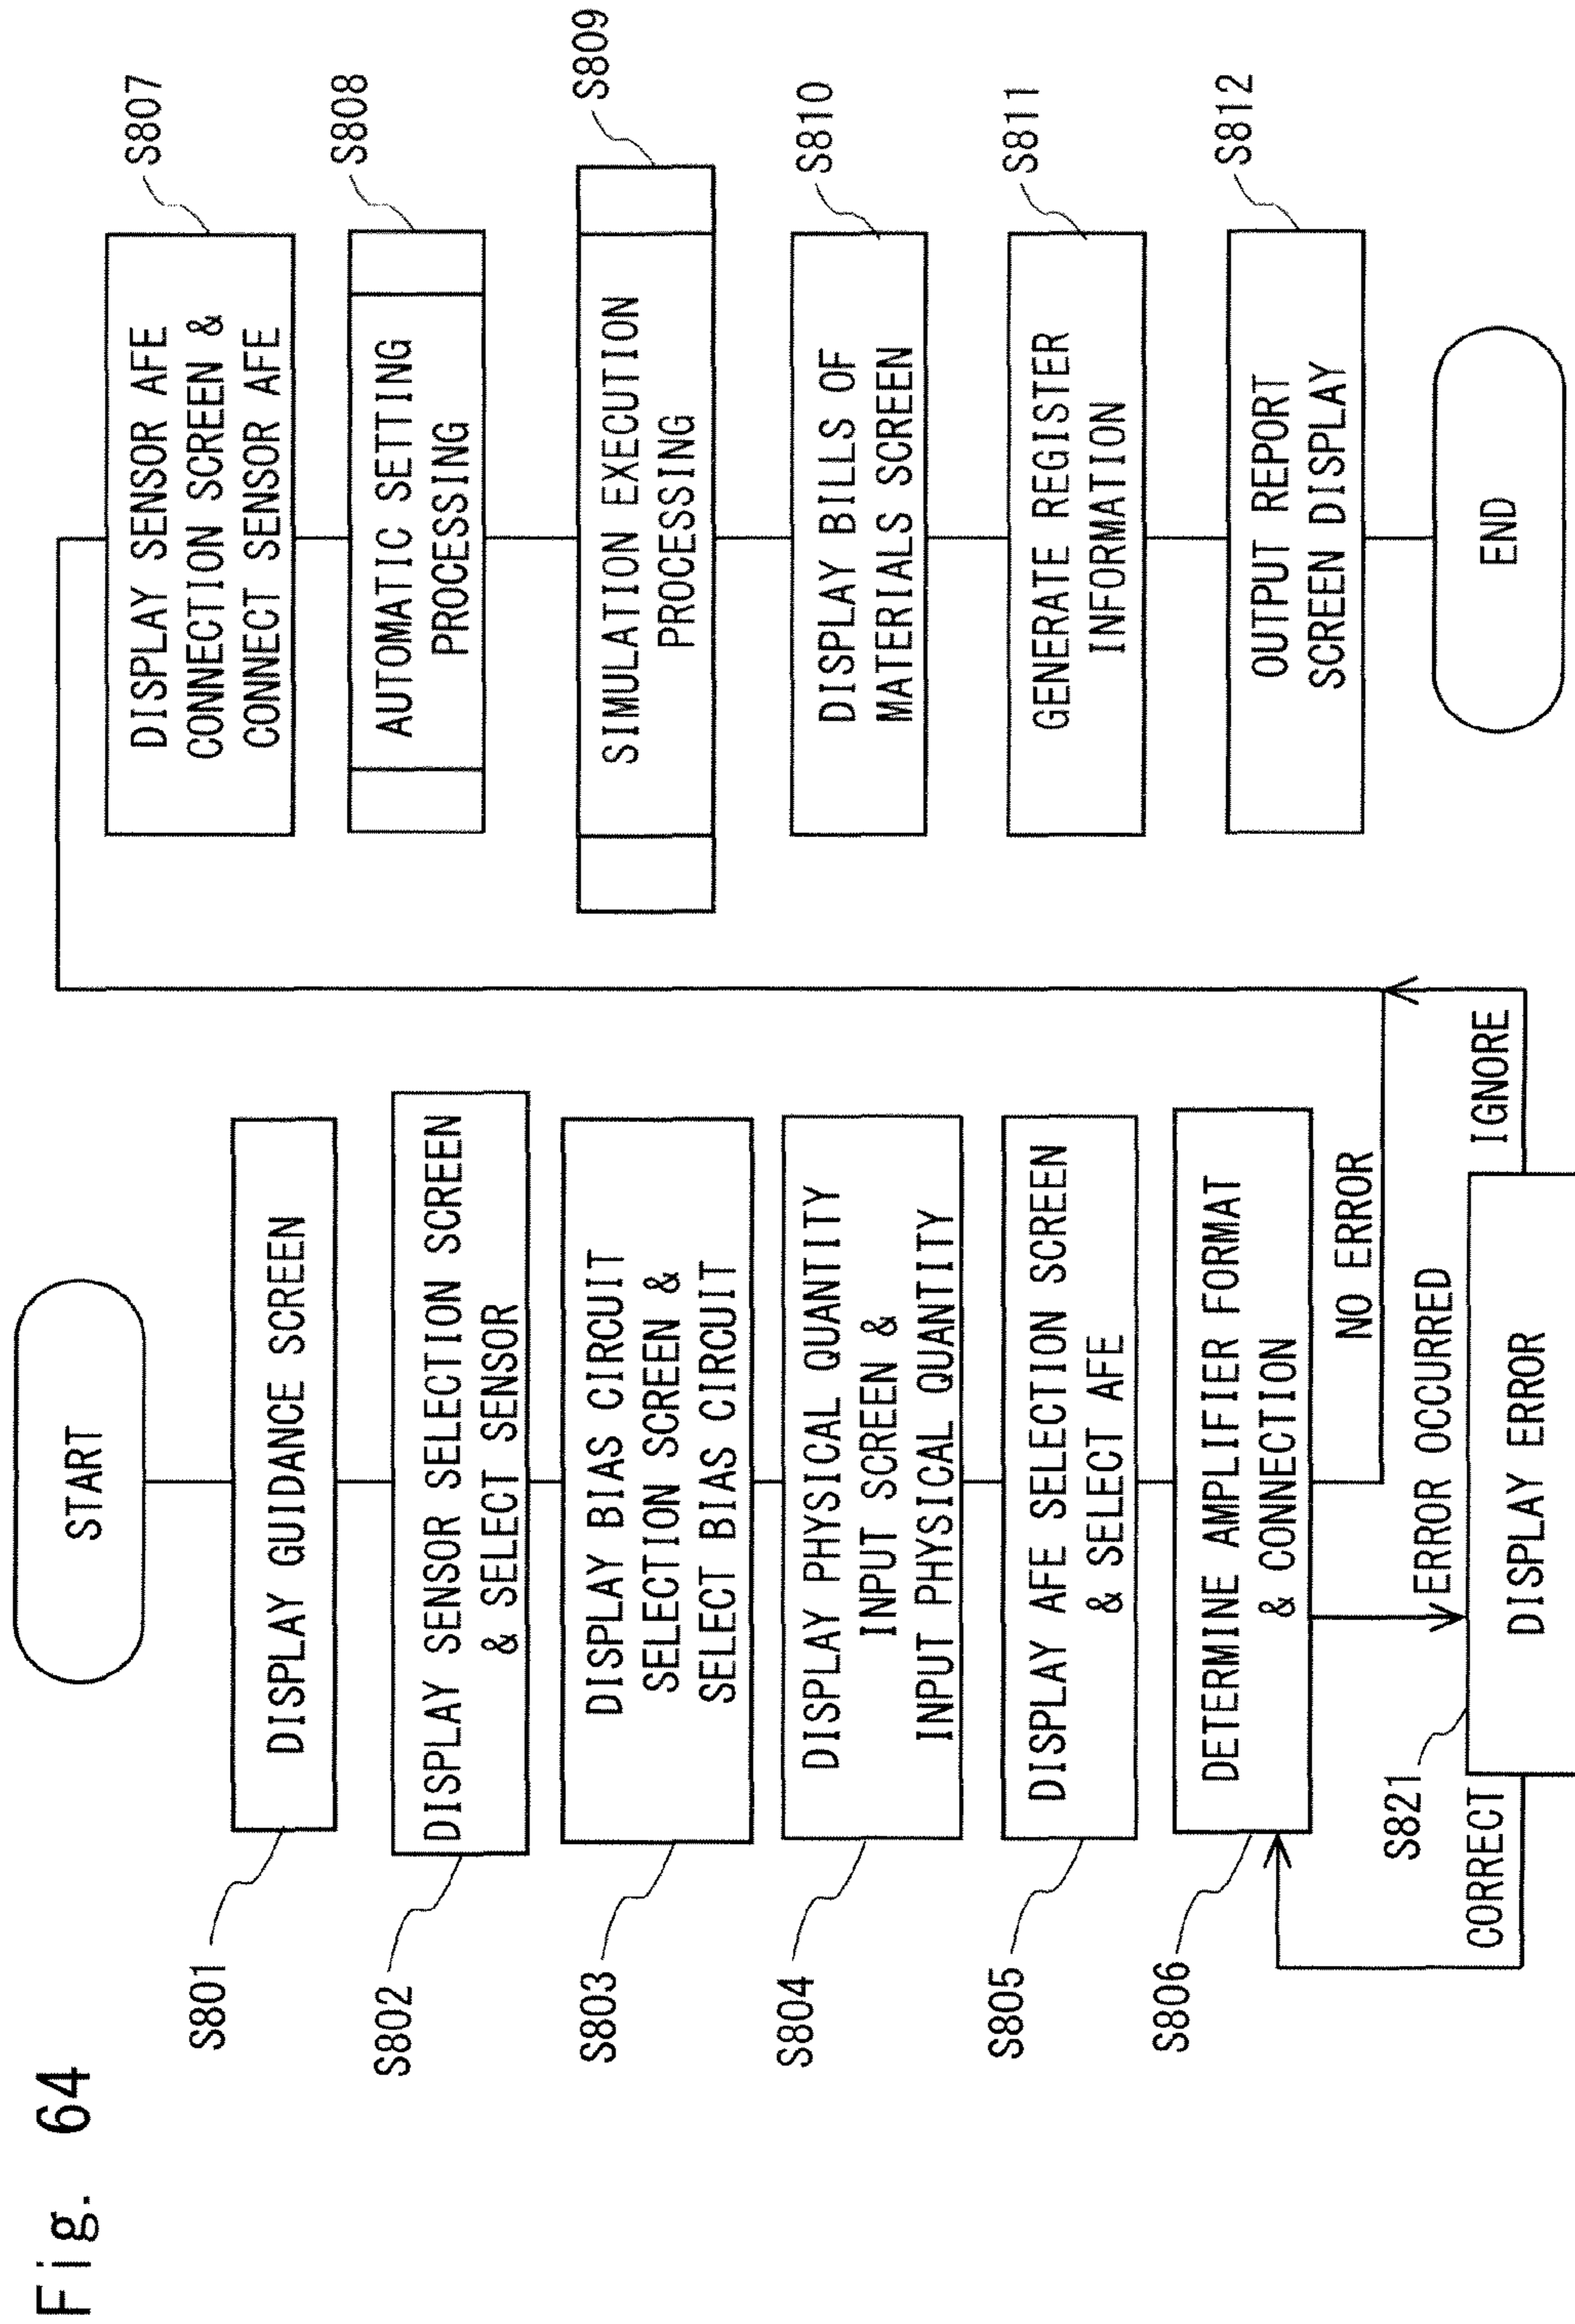 Fig. 64
START
S801
DISPLAY GUIDANCE SCREEN
S802
DISPLAY SENSOR SELECTION SCREEN
& SELECT SENSOR
S803
DISPLAY BIAS CIRCUIT
SELECTION SCREEN &
SELECT BIAS CIRCUIT
S804
DISPLAY PHYSICAL QUANTITY
INPUT SCREEN &
INPUT PHYSICAL QUANTITY
S805
DISPLAY AFE SELECTION SCREEN
& SELECT AFE
S806
DETERMINE AMPLIFIER FORMAT
& CONNECTION
NO ERROR
ERROR OCCURRED
S821
CORRECT
DISPLAY ERROR
IGNORE
S807
DISPLAY SENSOR AFE
CONNECTION SCREEN &
CONNECT SENSOR AFE
S808
AUTOMATIC SETTING
PROCESSING
S809
SIMULATION EXECUTION
PROCESSING
S810
DISPLAY BILLS OF
MATERIALS SCREEN
S811
GENERATE REGISTER
INFORMATION
S812
OUTPUT REPORT
SCREEN DISPLAY
END